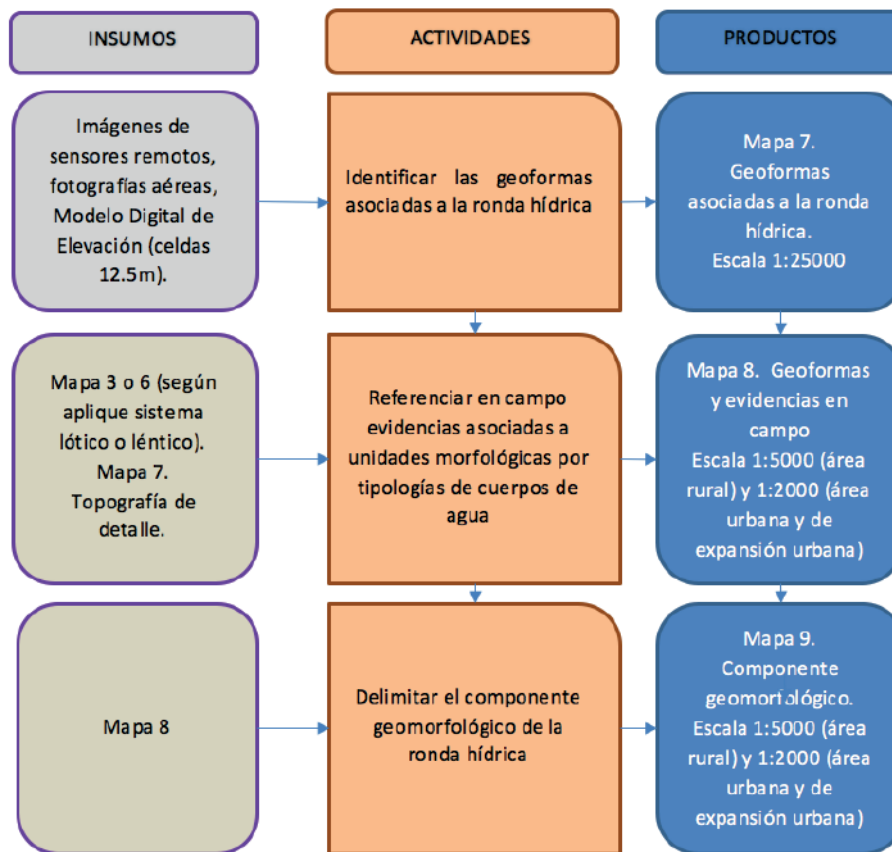 INSUMOS
ACTIVIDADES
PRODUCTOS
Imágenes de
sensores remotos,
fotografías aéreas,
Modelo Digital de
Elevación (celdas
12.5m).
Identificar las geoformas
asociadas a la ronda hídrica
Mapa 7.
Geoformas
asociadas a la ronda
hídrica.
Escala 1:25000
Mapa 3 o 6 (según
aplique sistema
lótico o léntico).
Mapa 7.
Topografía de
detalle.
Referenciar en campo
evidencias asociadas a
unidades morfológicas por
tipologías de cuerpos de
agua
Mapa 8. Geoformas
y evidencias en
campo
Escala 1:5000 (área
rural) y 1:2000 (área
urbana y de
expansión urbana)
Mapa 8
Delimitar el componente
geomorfológico de la
ronda hídrica
Mapa 9.
Componente
geomorfológico.
Escala 1:5000 (área
rural) y 1:2000 (área
urbana y de
expansión urbana)